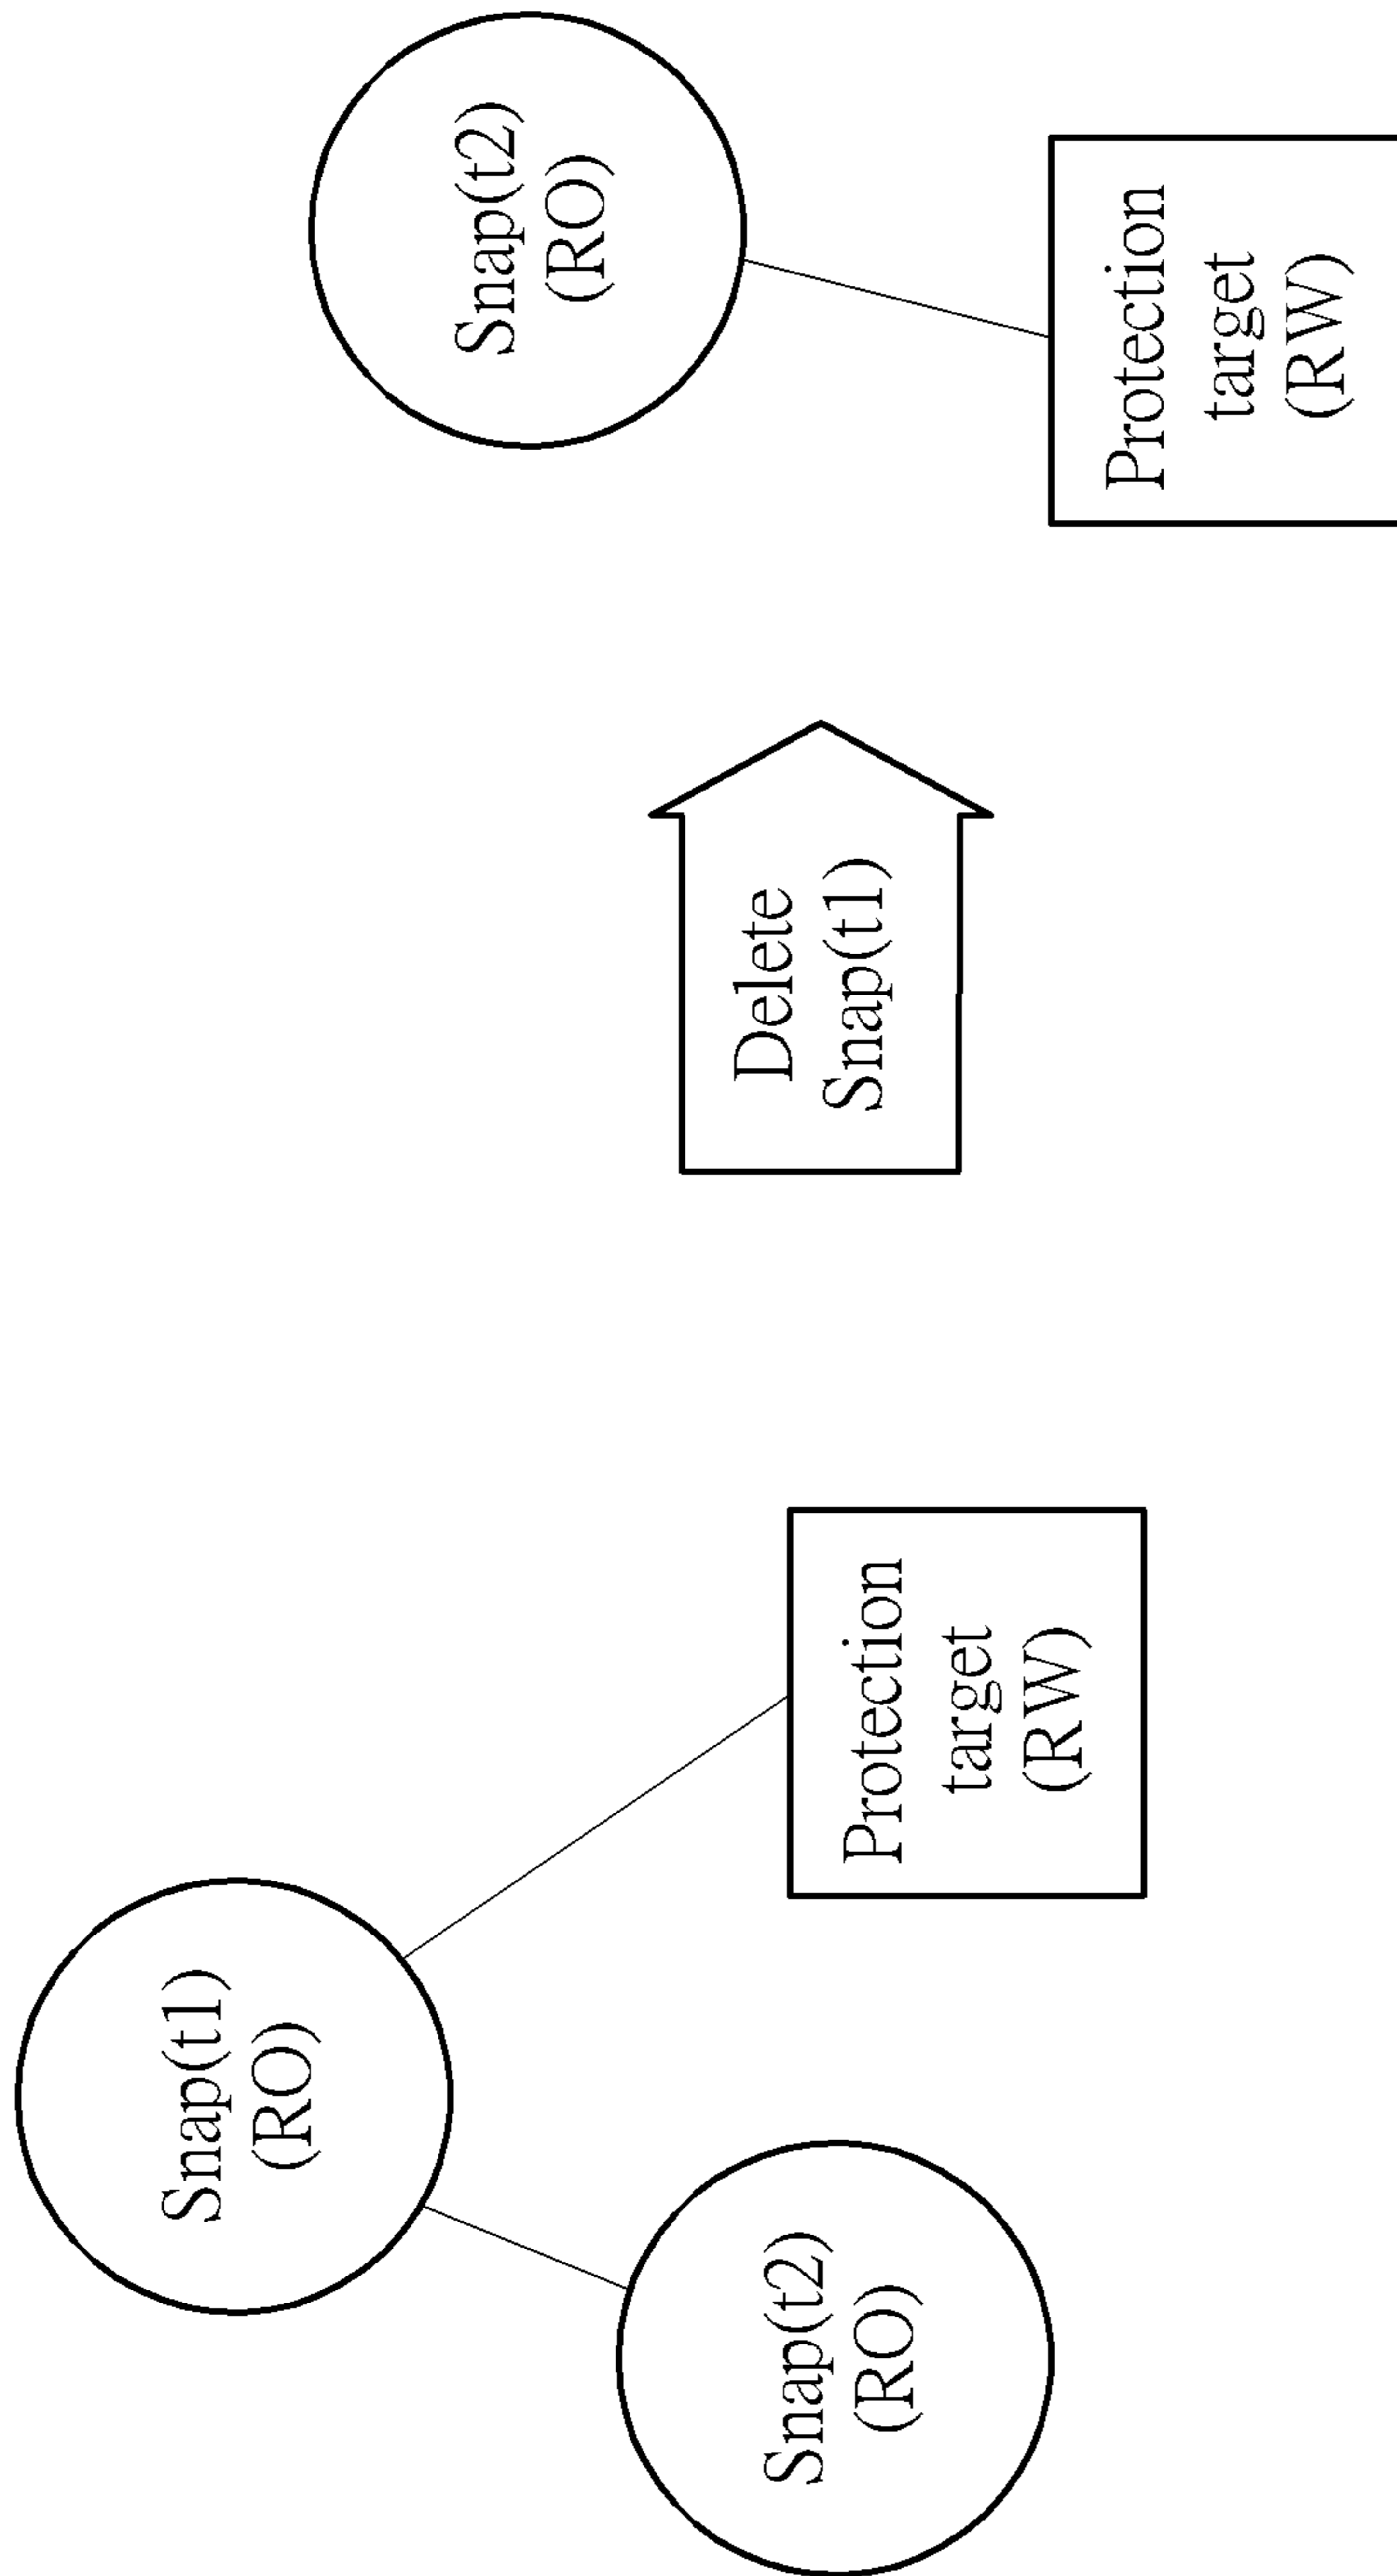 Snap(t1)
(RO)
Snap(t2)
(RO)
Protection
target
(RW)
Delete
Snap(t1)
Snap(t2)
(RO)
Protection
target
(RW)